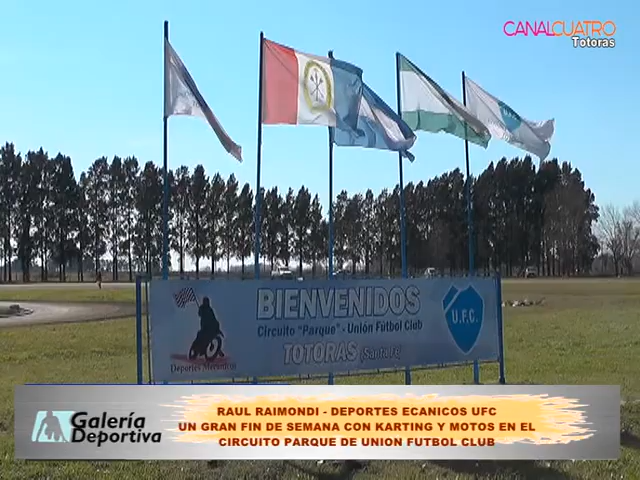 CANALCUATRO
Totoras
BIENVENIDOS
Circuito "Parque" - Unión Fútbol Club
TOTORAS (Santa Fe)
U.F.C.
Deportes Mecánicos
Galería
Deportiva
RAUL RAIMONDI - DEPORTES ECANICOS UFC
UN GRAN FIN DE SEMANA CON KARTING Y MOTOS EN EL
CIRCUITO PARQUE DE UNION FUTBOL CLUB